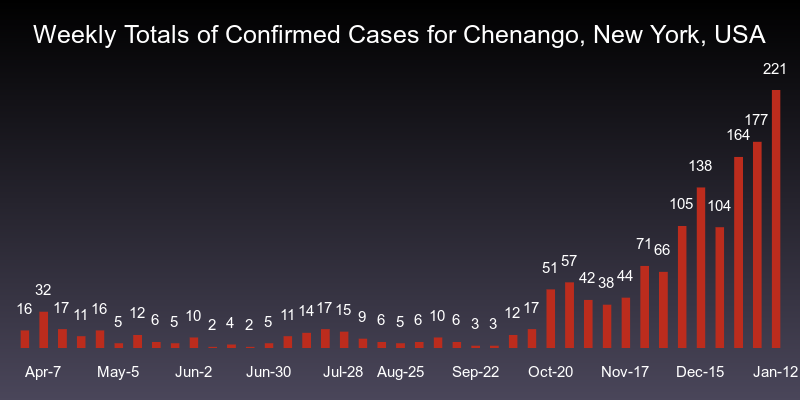 Weekly Totals of Confirmed Cases for Chenango, New York, USA
16 32 17 11 16 5 12 6 5 10 2 4 2 5 11 14 17 15 9 6 5 6 10 6 3 3 12 17 51 57 42 38 44 71 66 105 138 104 164 177 221
Apr-7 May-5 Jun-2 Jun-30 Jul-28 Aug-25 Sep-22 Oct-20 Nov-17 Dec-15 Jan-12